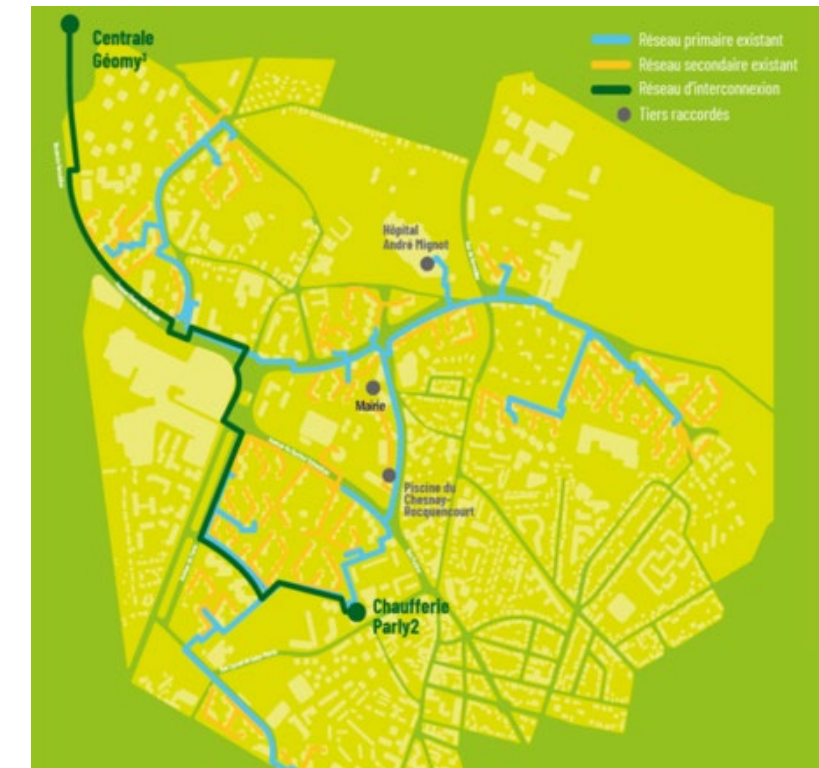 Centrale
Géomy¹
Réseau primaire existant
Réseau secondaire existant
Réseau d'interconnexion
Tiers raccordés
Hôpital
André Mignot
Mairie
Piscine du
Chesnay-
Rocquencourt
Chaufferie
Parly2